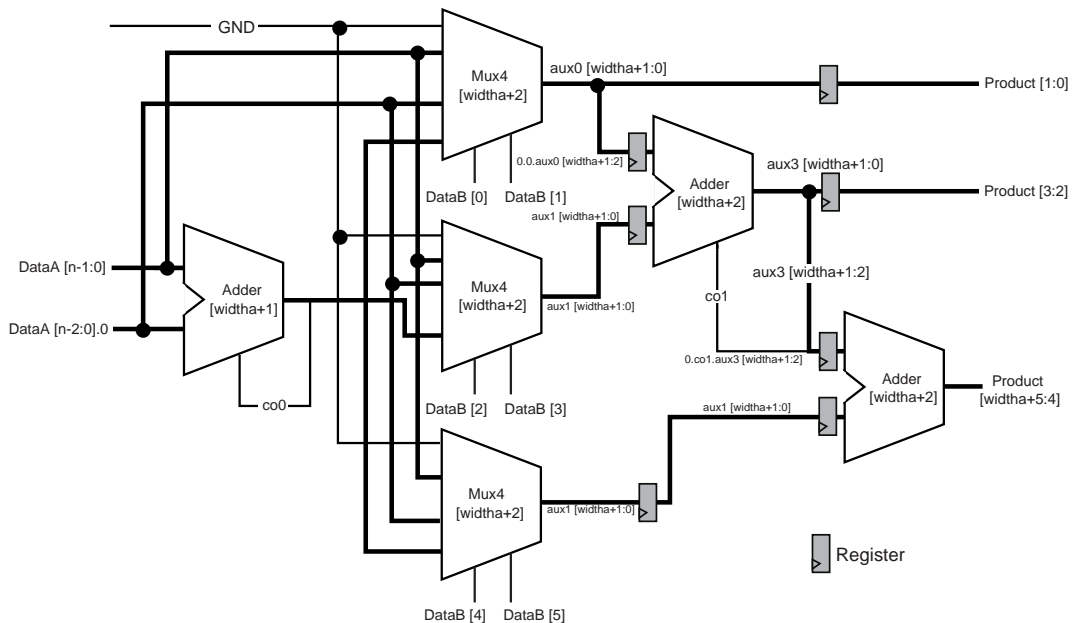 GND
Mux4
[widtha+2]
aux0 [widtha+1:0]
Product [1:0]
DataB [0]
DataB [1]
0.0.aux0 [widtha+1:2]
aux1 [widtha+1:0]
Adder
[widtha+2]
aux3 [widtha+1:0]
Product [3:2]
DataA [n-1:0]
DataA [n-2:0].0
Adder
[widtha+1]
co0
Mux4
[widtha+2]
aux1 [widtha+1:0]
DataB [2]
DataB [3]
aux3 [widtha+1:2]
co1
0.co1.aux3 [widtha+1:2]
Adder
[widtha+2]
Product
[widtha+5:4]
aux1 [widtha+1:0]
Mux4
[widtha+2]
aux1 [widtha+1:0]
DataB [4]
DataB [5]
Register